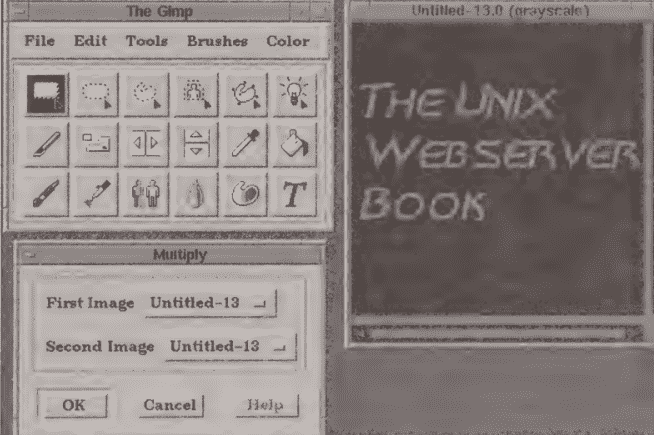 The Gimp
File Edit Tools Brushes Color
T
Multiply
First Image Untitled-13
Second Image Untitled-13
OK Cancel Help
Untitled-13.0 (grayscale)
THE UNIX
WEBSERVER
BOOK